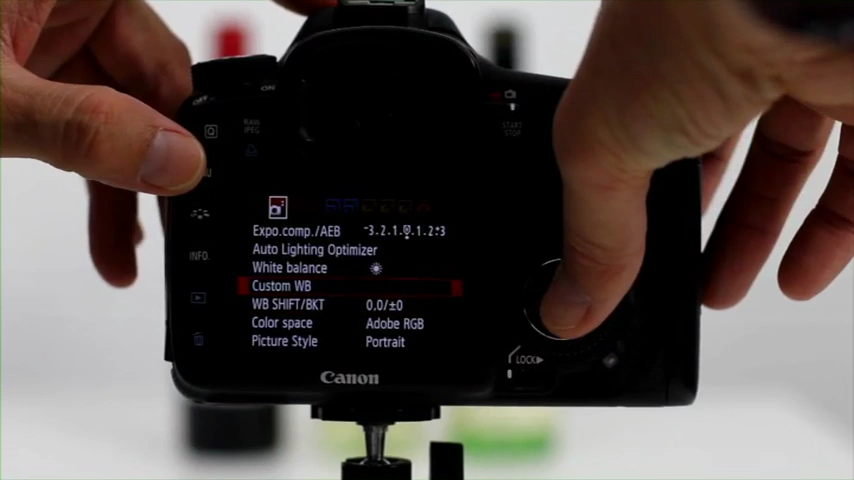 ON
RAW
JPEG
START
STOP
Q
Expo.comp./AEB -3.2.1.0.1.2.:3
Auto Lighting Optimizer
White balance
INFO.
Custom WB
WB SHIFT/BKT 0,0/±0
Color space Adobe RGB
Picture Style Portrait
LOCK▶
Canon